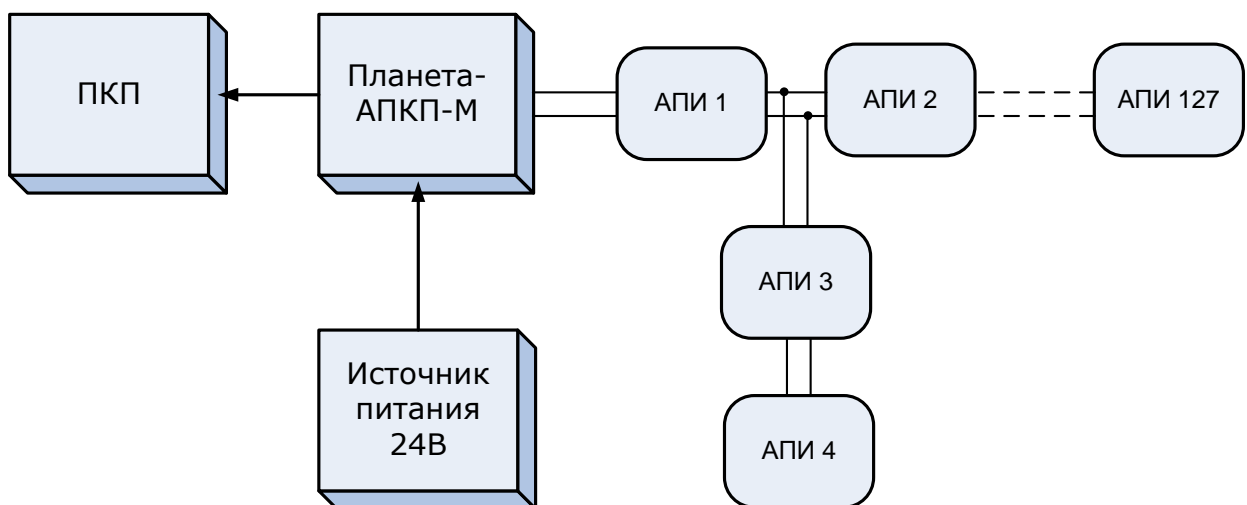 ПКП
Планета-
АПКП-М
АПИ 1
АПИ 2
АПИ 127
АПИ 3
Источник
питания
24В
АПИ 4